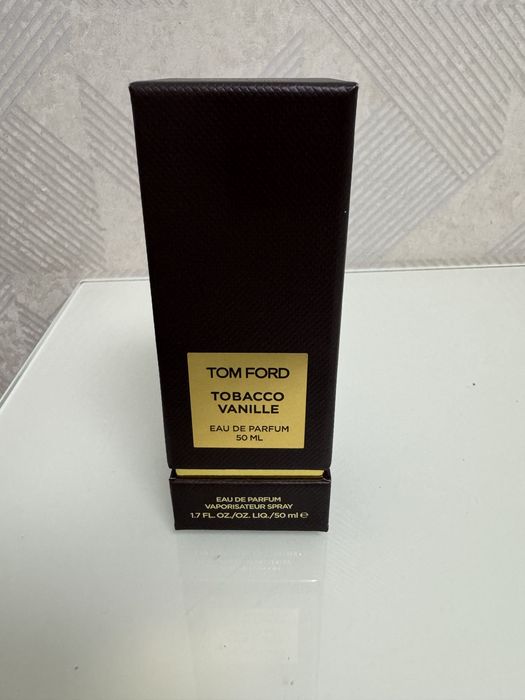 TOM FORD
TOBACCO
VANILLE
EAU DE PARFUM
50 ML
EAU DE PARFUM
VAPORISATEUR SPRAY
1.7 FL. OZ./OZ. LIQ./50 ml ℮